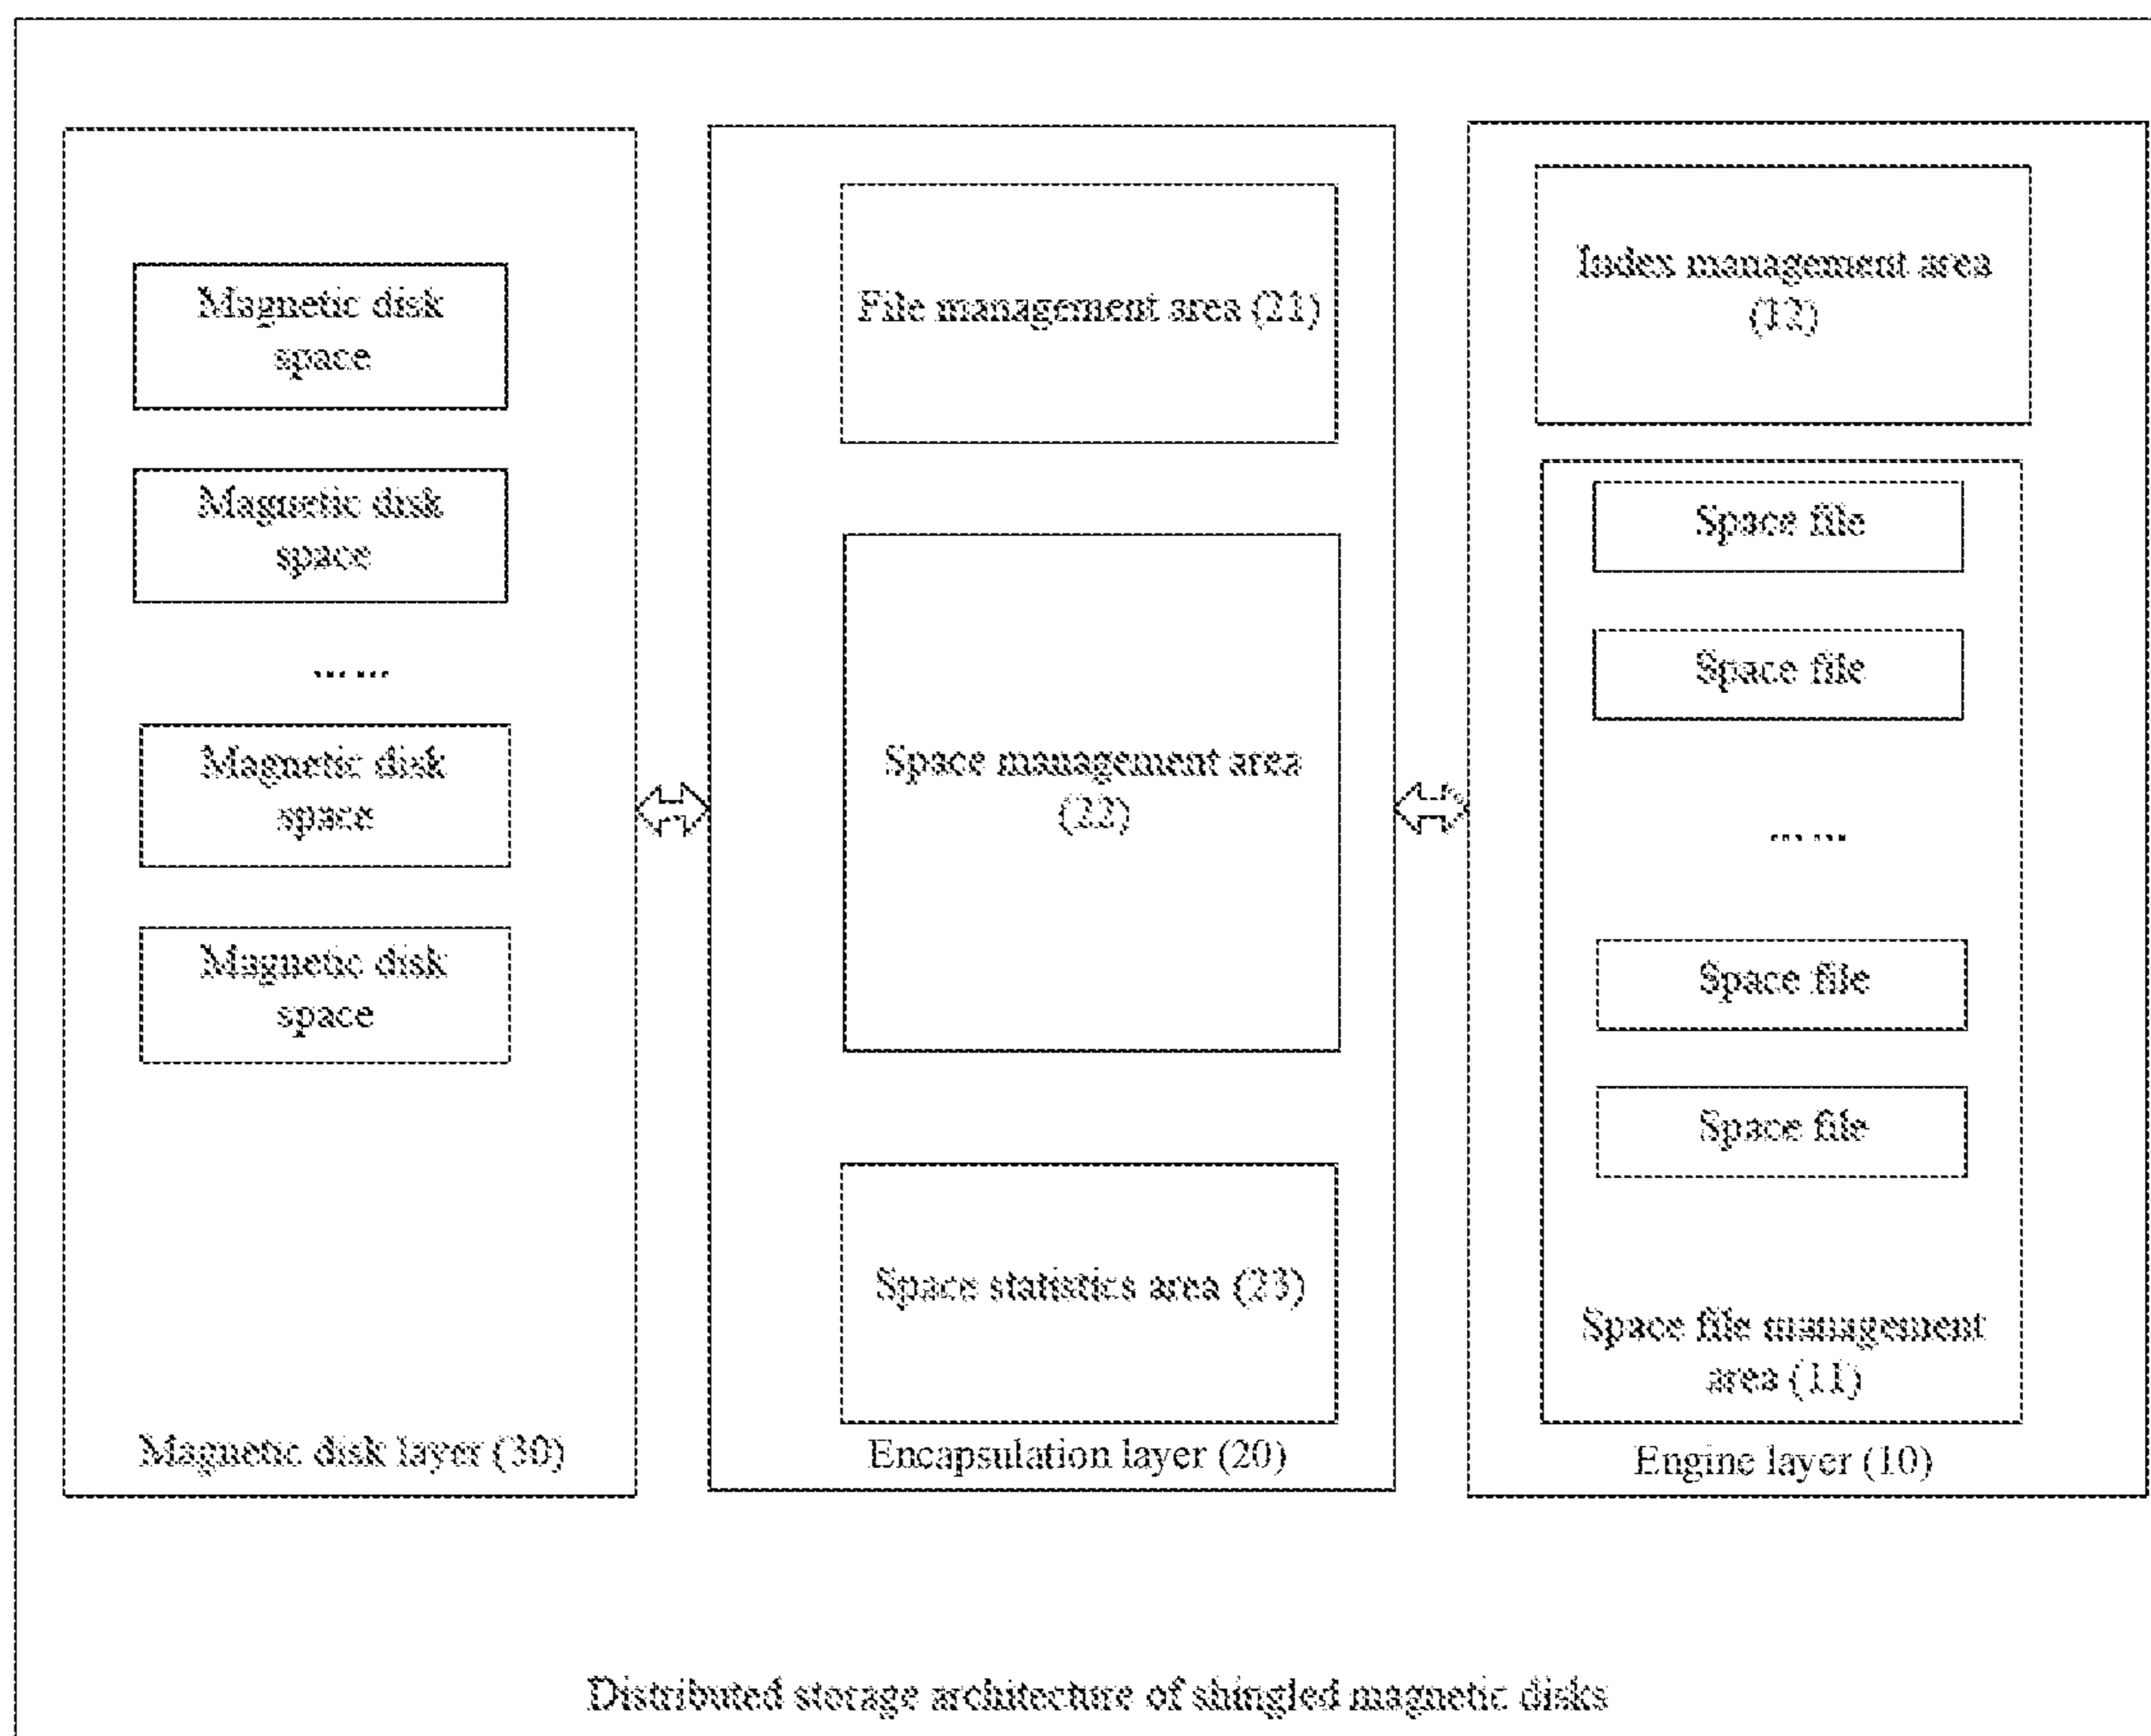 Magnetic disk
space
Magnetic disk
space
... ...
Magnetic disk
space
Magnetic disk
space
Magnetic disk layer (30)
File management area (21)
Space management area
(22)
Space statistics area (23)
Encapsulation layer (20)
Index management area
(12)
Space file
Space file
... ...
Space file
Space file
Space file management
area (11)
Engine layer (10)
Distributed storage architecture of shingled magnetic disks